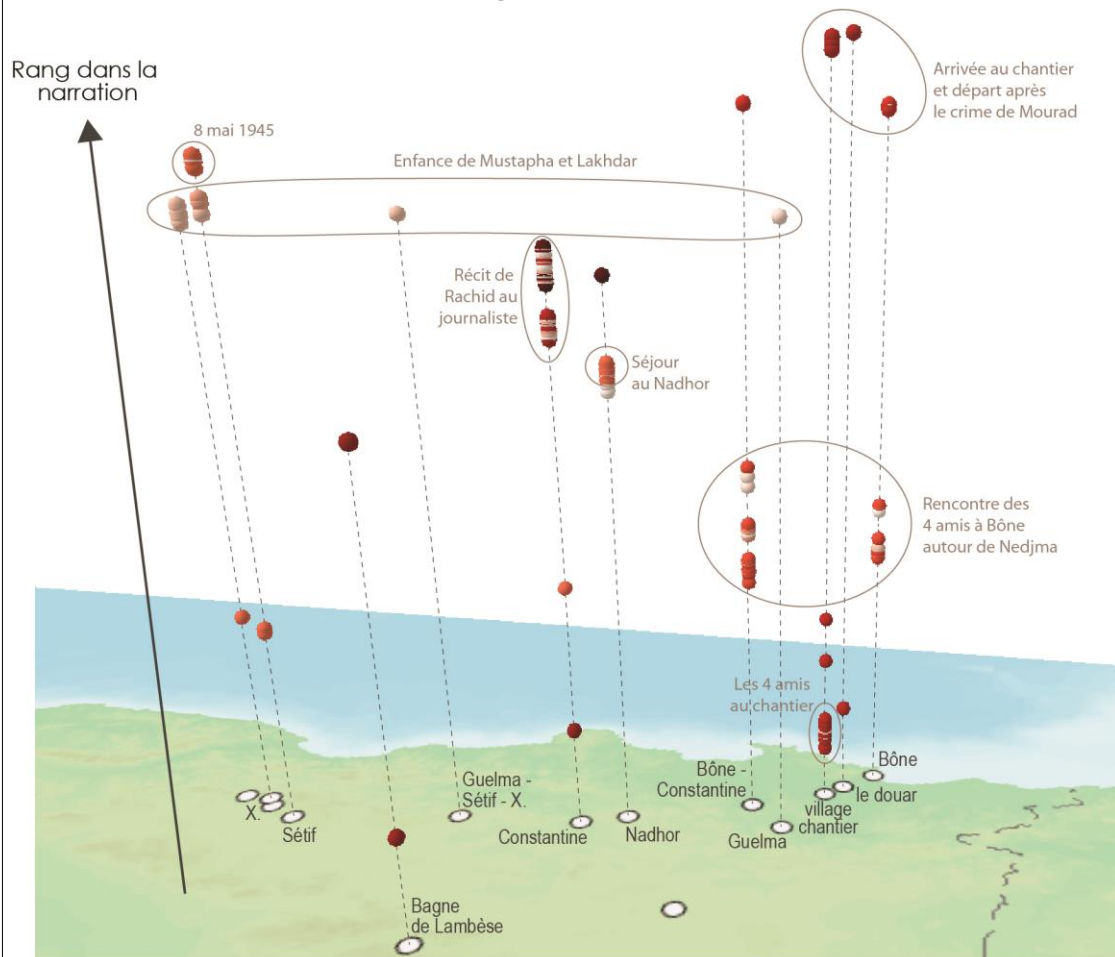 Rang dans la
narration
8 mai 1945
Enfance de Mustapha et Lakhdar
Arrivée au chantier
et départ après
le crime de Mourad
Récit de
Rachid au
journaliste
Séjour
au Nadhor
Rencontre des
4 amis à Bône
autour de Nedjma
Les 4 amis
au chantier
X.
Sétif
Guelma -
Sétif - X.
Constantine
Nadhor
Bône -
Constantine
Guelma
village
chantier
le douar
Bône
Bagne
de Lambèse